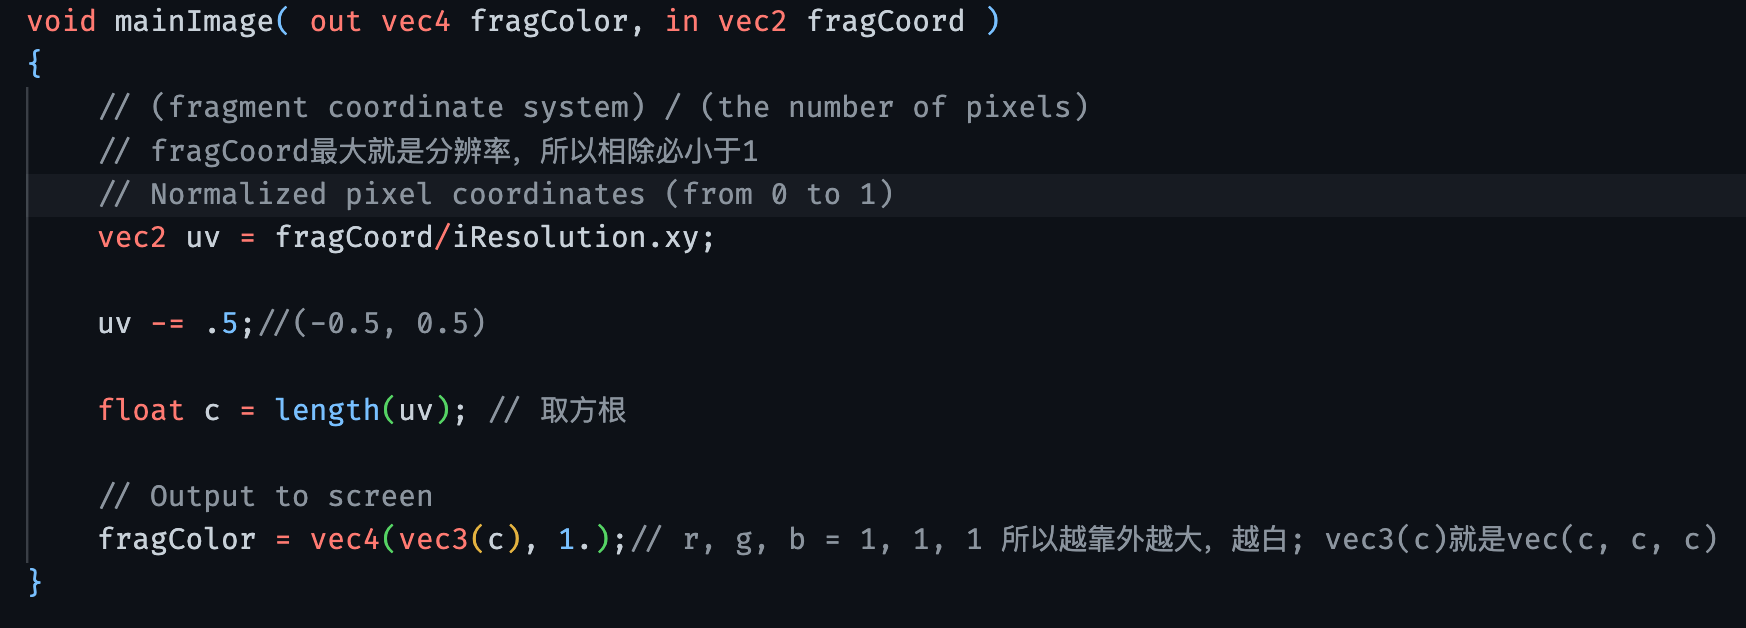 void mainImage( out vec4 fragColor, in vec2 fragCoord )
{
    // (fragment coordinate system) / (the number of pixels)
    // fragCoord最大就是分辨率，所以相除必小于1
    // Normalized pixel coordinates (from 0 to 1)
    vec2 uv = fragCoord/iResolution.xy;
    uv -= .5;//(-0.5, 0.5)
    float c = length(uv); // 取方根
    // Output to screen
    fragColor = vec4(vec3(c), 1.);// r, g, b = 1, 1, 1 所以越靠外越大，越白；vec3(c)就是vec(c, c, c)
}